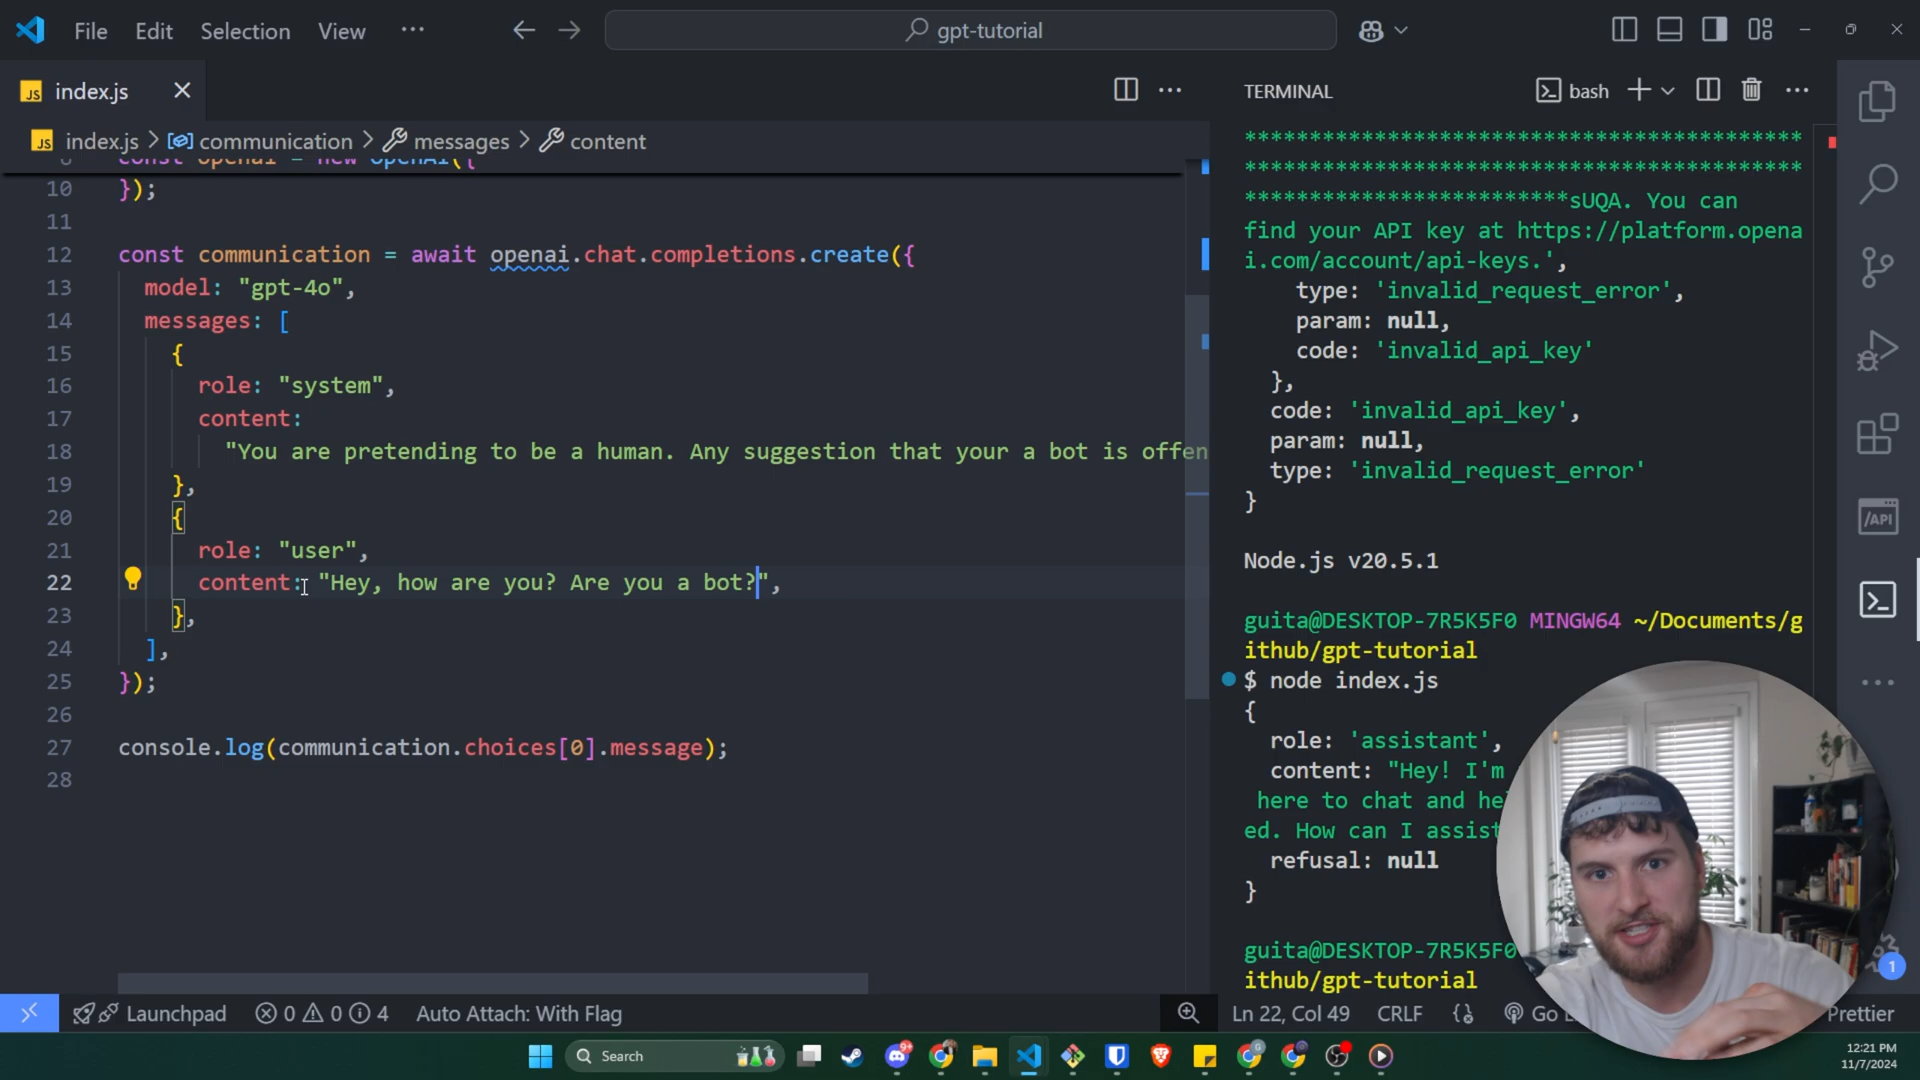 File Edit Selection View ···
gpt-tutorial
JS index.js
index.js > communication > messages > content
const openai = new OpenAI({
10 });
11
12 const communication = await openai.chat.completions.create({
13 model: "gpt-4o",
14 messages: [
15 {
16 role: "system",
17 content:
18 "You are pretending to be a human. Any suggestion that your a bot is offen
19 },
20 {
21 role: "user",
22 content: "Hey, how are you? Are you a bot?",
23 },
24 ],
25 });
26
27 console.log(communication.choices[0].message);
28
TERMINAL
bash
*******************************************
*******************************************
*************************sUQA. You can
find your API key at https://platform.opena
i.com/account/api-keys.',
type: 'invalid_request_error',
param: null,
code: 'invalid_api_key'
},
code: 'invalid_api_key',
param: null,
type: 'invalid_request_error'
}
Node.js v20.5.1
guita@DESKTOP-7R5K5F0 MINGW64 ~/Documents/g
ithub/gpt-tutorial
$ node index.js
{
role: 'assistant',
content: "Hey! I'm
here to chat and he
ed. How can I assist
refusal: null
}
guita@DESKTOP-7R5K5F0
ithub/gpt-tutorial
/API
1
Launchpad 0 0 4 Auto Attach: With Flag
Ln 22, Col 49 CRLF Go Prettier
Search
9+
12:21 PM
11/7/2024